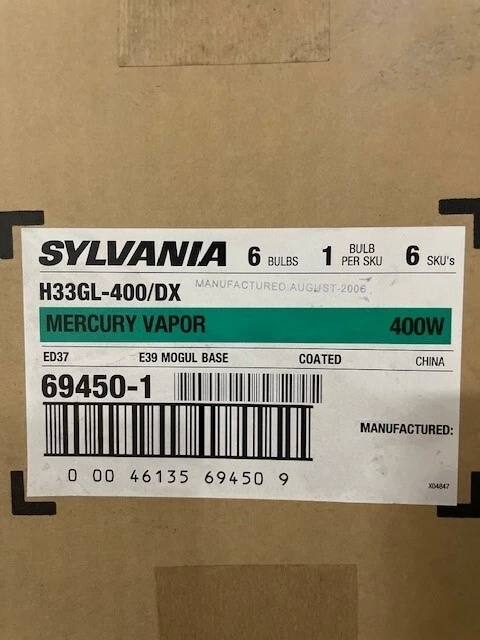 SYLVANIA 6 BULBS 1 BULB PER SKU 6 SKU's
H33GL-400/DX MANUFACTURED AUGUST-2006
MERCURY VAPOR 400W
ED37 E39 MOGUL BASE COATED CHINA
69450-1
MANUFACTURED:
0 00 46135 69450 9
X04847